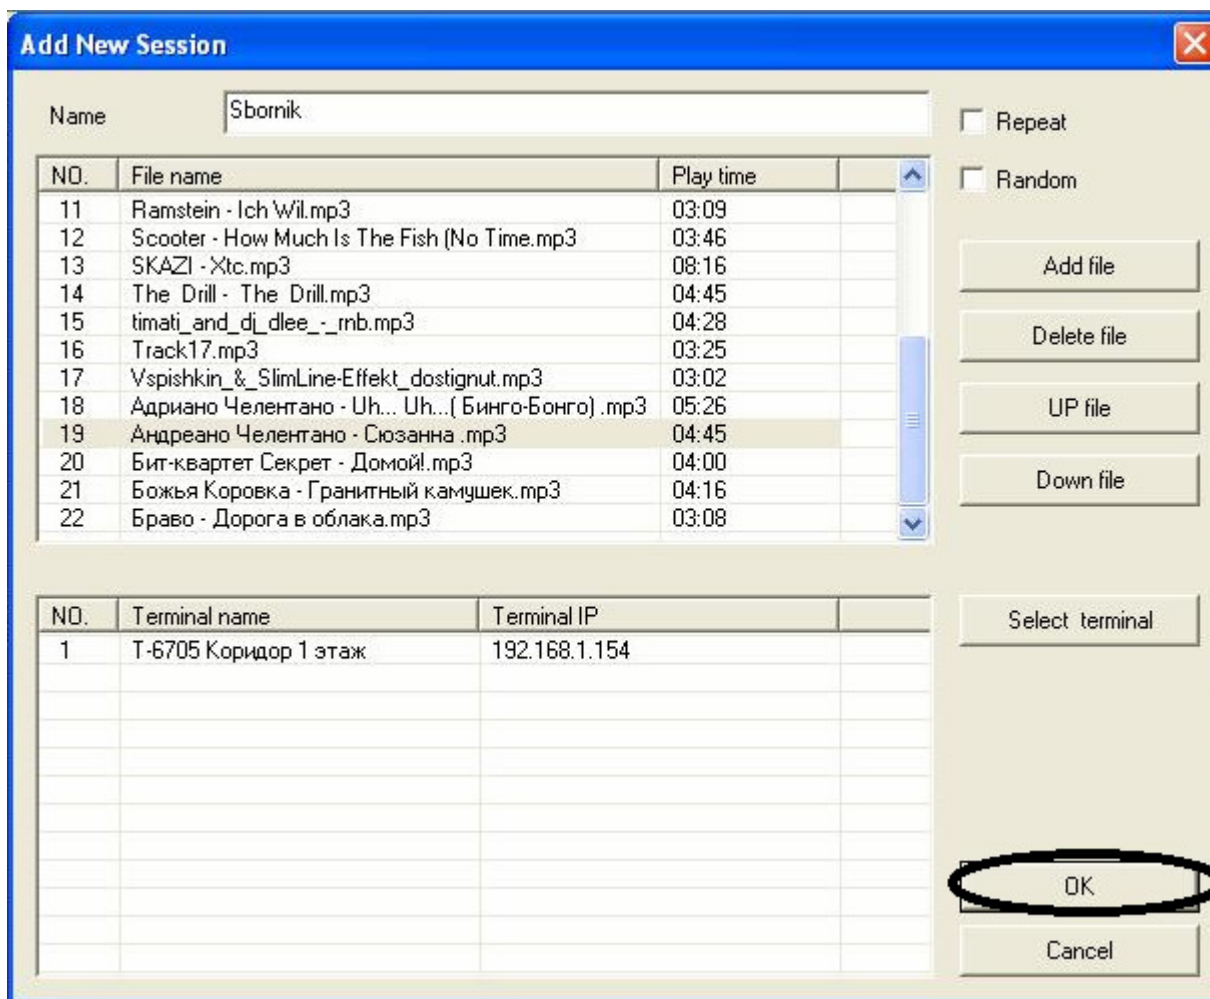 Add New Session
Name Sbornik
Repeat
Random
NO. File name Play time
11 Ramstein - Ich Wil.mp3 03:09
12 Scooter - How Much Is The Fish (No Time.mp3 03:46
13 SKAZI - Xtc.mp3 08:16
14 The Drill - The Drill.mp3 04:45
15 timati_and_dj_dlee_-_rnb.mp3 04:28
16 Track17.mp3 03:25
17 Vspishkin_&_SlimLine-Effekt_dostignut.mp3 03:02
18 Адриано Челентано - Uh... Uh...( Бинго-Бонго) .mp3 05:26
19 Андреано Челентано - Сюзанна .mp3 04:45
20 Бит-квартет Секрет - Домой!.mp3 04:00
21 Божья Коровка - Гранитный камушек.mp3 04:16
22 Браво - Дорога в облака.mp3 03:08
Add file
Delete file
UP file
Down file
NO. Terminal name Terminal IP
1 T-6705 Коридор 1 этаж 192.168.1.154
Select terminal
OK
Cancel